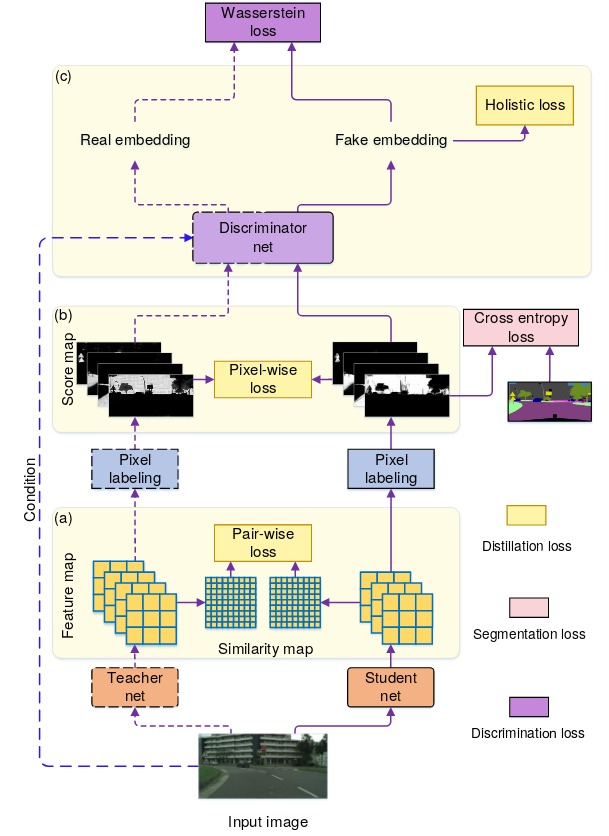 Wasserstein
loss
(c)
Holistic loss
Real embedding
Fake embedding
Discriminator
net
(b)
Score map
Pixel-wise
loss
Cross entropy
loss
Pixel
labeling
Pixel
labeling
Condition
(a)
Feature map
Pair-wise
loss
Similarity map
Distillation loss
Segmentation loss
Discrimination loss
Teacher
net
Student
net
Input image